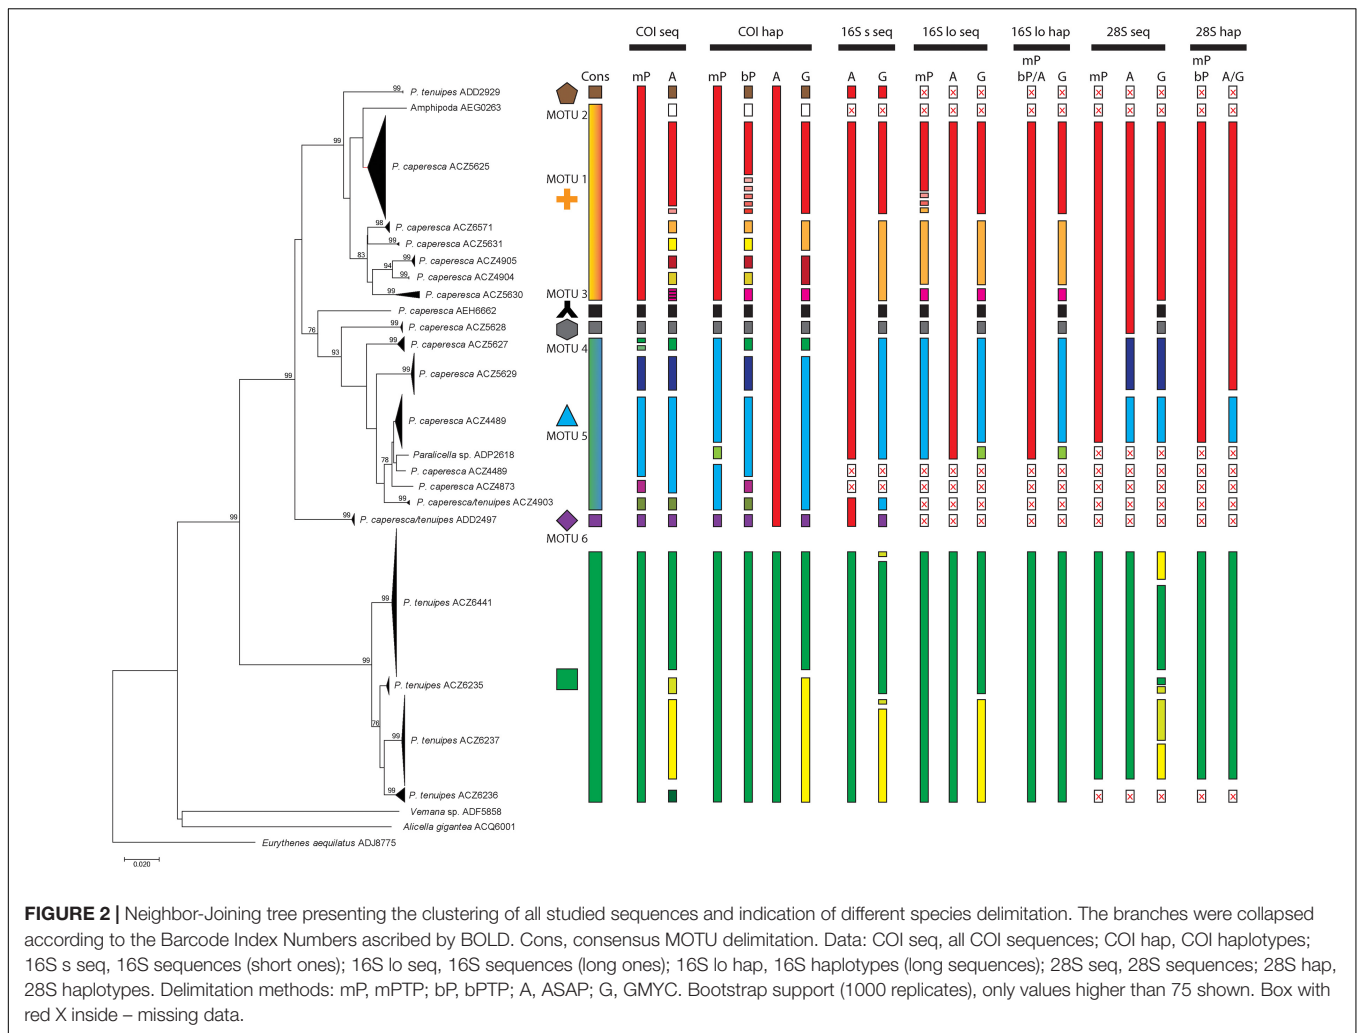 COI seq COI hap 16S s seq 16S lo seq 16S lo hap 28S seq 28S hap
mP mP
Cons mP A mP bP A G A G mP A G bP/A G mP A G bP A/G
99 P. tenuipes ADD2929
Amphipoda AEG0263
MOTU 2
99
P. caperesca ACZ5625
MOTU 1
98 P. caperesca ACZ6571
99 P. caperesca ACZ5631
83
99 P. caperesca ACZ4905
94
99 P. caperesca ACZ4904
99 P. caperesca ACZ5630
MOTU 3
P. caperesca AEH6662
76
99 P. caperesca ACZ5628
99 P. caperesca ACZ5627
MOTU 4
93
99 P. caperesca ACZ5629
99
99 P. caperesca ACZ4489
MOTU 5
Paralicella sp. ADP2618
78
P. caperesca ACZ4489
P. caperesca ACZ4873
99 P. caperesca/tenuipes ACZ4903
99 P. caperesca/tenuipes ADD2497
99
MOTU 6
99 P. tenuipes ACZ6441
99
P. tenuipes ACZ6235
76
99 P. tenuipes ACZ6237
99 P. tenuipes ACZ6236
Vemana sp. ADF5858
Alicella gigantea ACQ6001
Eurythenes aequilatus ADJ8775
0.020
FIGURE 2 | Neighbor-Joining tree presenting the clustering of all studied sequences and indication of different species delimitation. The branches were collapsed
according to the Barcode Index Numbers ascribed by BOLD. Cons, consensus MOTU delimitation. Data: COI seq, all COI sequences; COI hap, COI haplotypes;
16S s seq, 16S sequences (short ones); 16S lo seq, 16S sequences (long ones); 16S lo hap, 16S haplotypes (long sequences); 28S seq, 28S sequences; 28S hap,
28S haplotypes. Delimitation methods: mP, mPTP; bP, bPTP; A, ASAP; G, GMYC. Bootstrap support (1000 replicates), only values higher than 75 shown. Box with
red X inside – missing data.